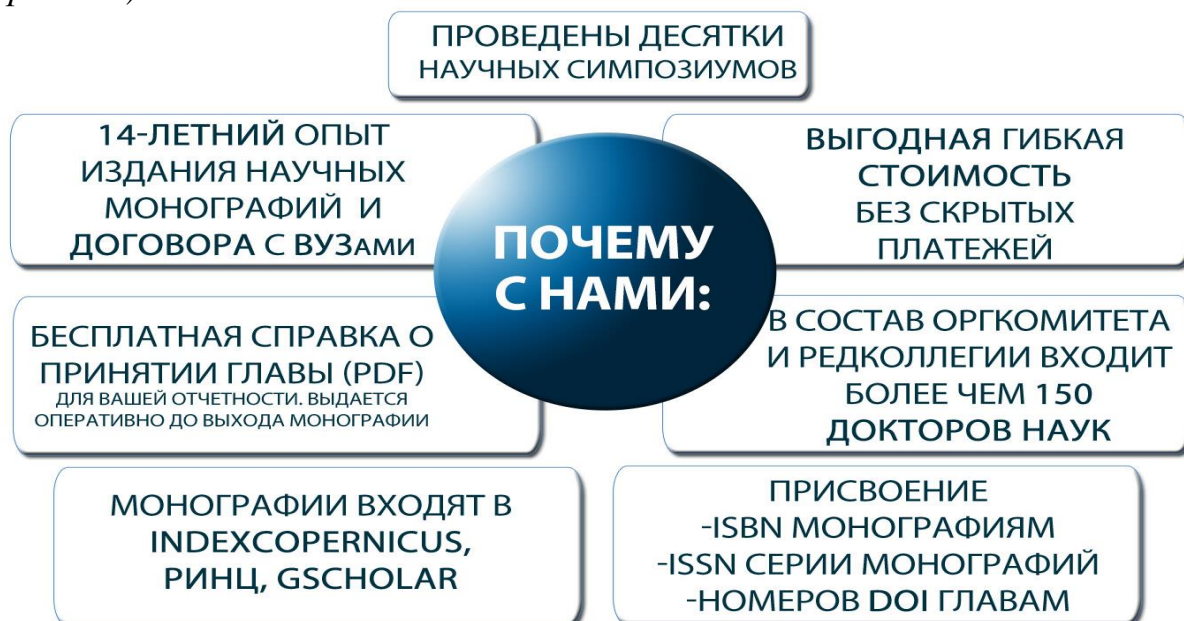 ПРОВЕДЕНЫ ДЕСЯТКИ
НАУЧНЫХ СИМПОЗИУМОВ
14-ЛЕТНИЙ ОПЫТ
ИЗДАНИЯ НАУЧНЫХ
МОНОГРАФИЙ И
ДОГОВОРА С ВУЗАМИ
ВЫГОДНАЯ ГИБКАЯ
СТОИМОСТЬ
БЕЗ СКРЫТЫХ
ПЛАТЕЖЕЙ
ПОЧЕМУ
С НАМИ:
БЕСПЛАТНАЯ СПРАВКА О
ПРИНЯТИИ ГЛАВЫ (PDF)
ДЛЯ ВАШЕЙ ОТЧЕТНОСТИ. ВЫДАЕТСЯ
ОПЕРАТИВНО ДО ВЫХОДА МОНОГРАФИИ
В СОСТАВ ОРГКОМИТЕТА
И РЕДКОЛЛЕГИИ ВХОДИТ
БОЛЕЕ ЧЕМ 150
ДОКТОРОВ НАУК
МОНОГРАФИИ ВХОДЯТ В
INDEXCOPERNICUS,
РИНЦ, GSCHOLAR
ПРИСВОЕНИЕ
-ISBN МОНОГРАФИЯМ
-ISSN СЕРИИ МОНОГРАФИЙ
-НОМЕРОВ DOI ГЛАВАМ